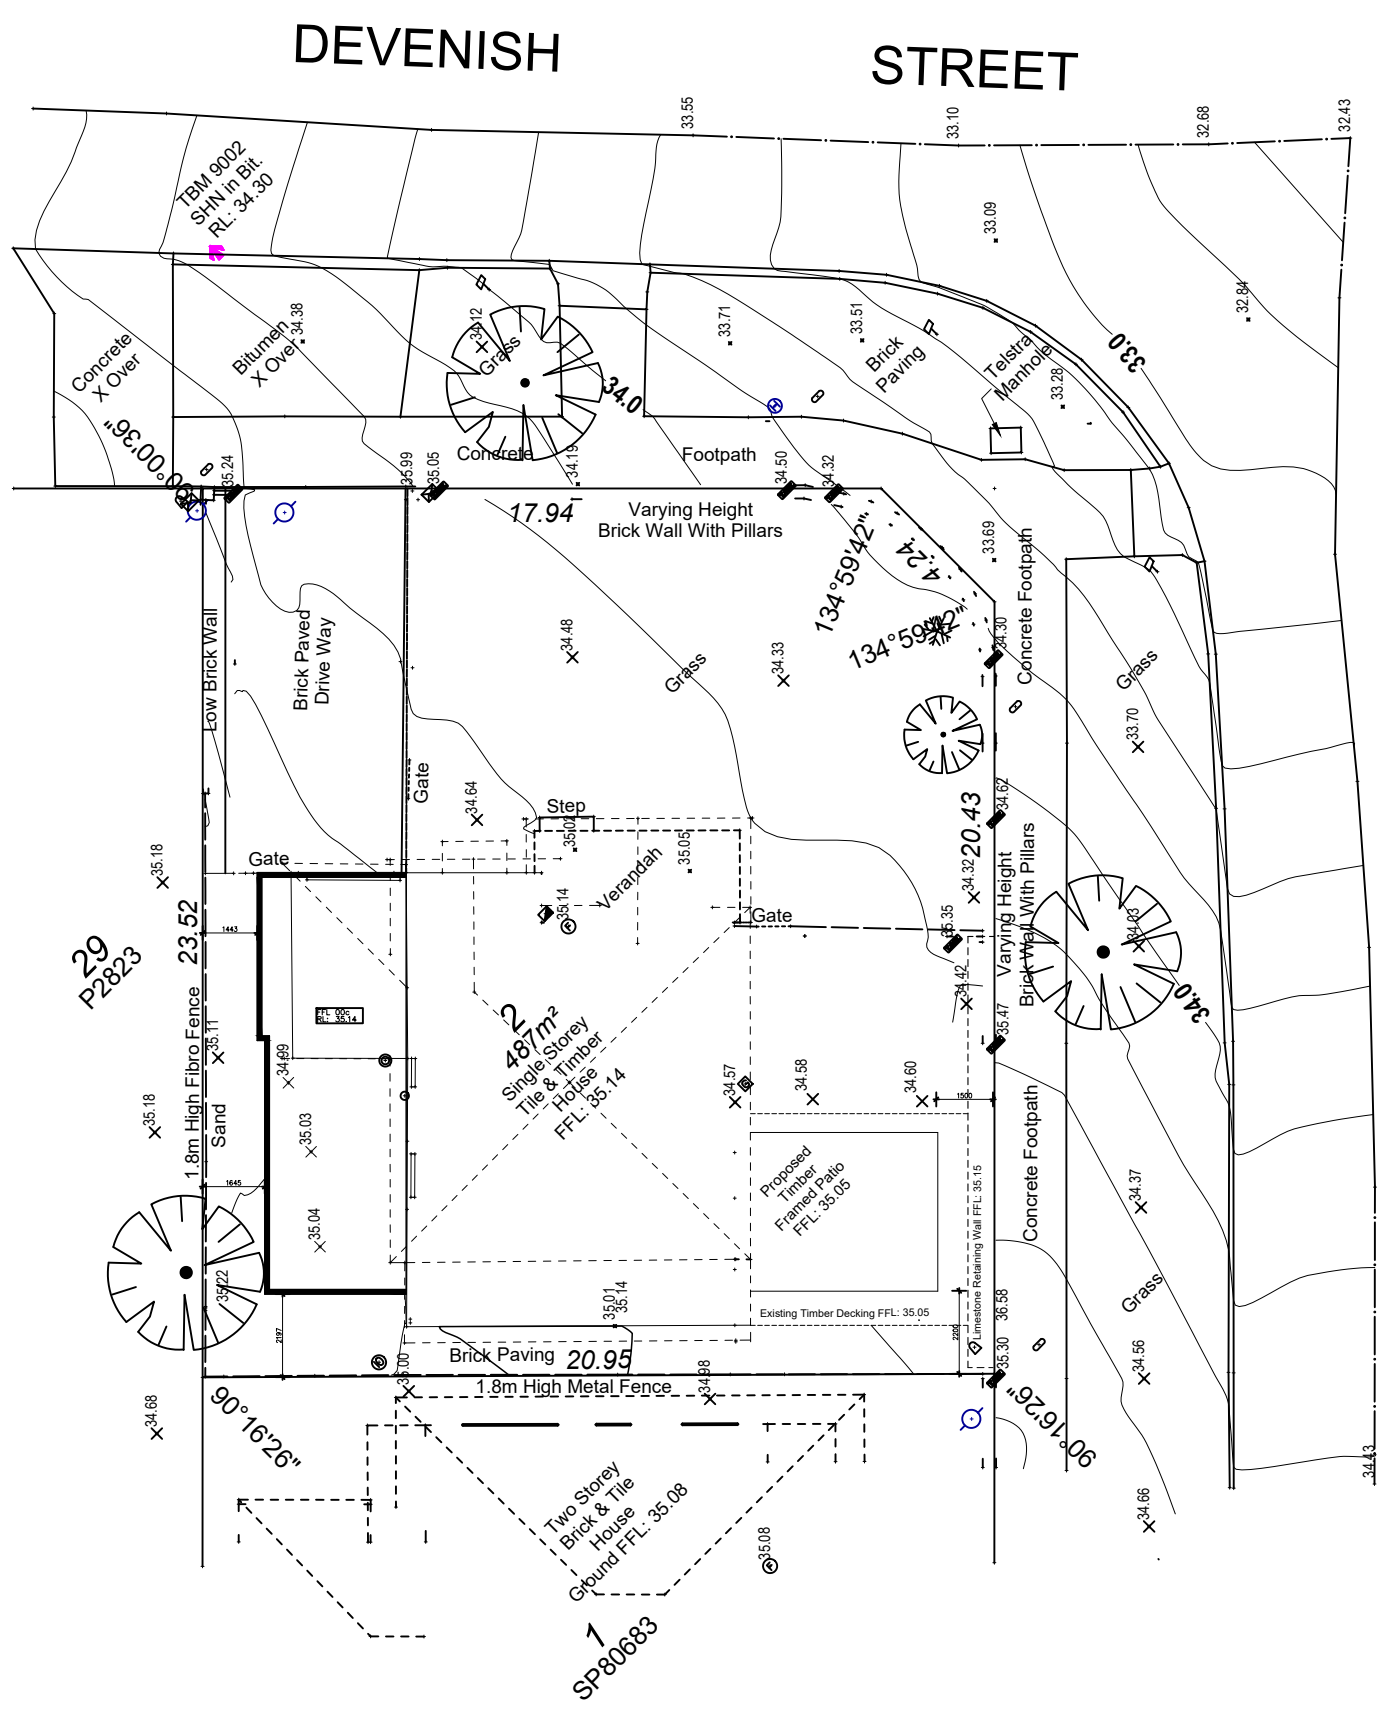 DEVENISH STREET
33.55
33.10
32.68
32.43
TBM 9002
SHN in Bit.
RL: 34.30
33.09
32.84
Concrete
X Over
Bitumen
X Over
34.38
34.12
Grass
34.0
33.71
33.51
Brick
Paving
Telstra
Manhole
33.28
33.0
90°00'36"
35.24
35.99
35.05
Concrete
34.19
Footpath
34.50
34.32
17.94
Varying Height
Brick Wall With Pillars
134°59'42"
4.24
33.69
Concrete Footpath
134°59'42"
34.30
Low Brick Wall
Brick Paved
Drive Way
34.48
Grass
34.33
Grass
33.70
Gate
34.64
Step
35.02
35.05
Verandah
20.43
34.62
Varying Height
Brick Wall With Pillars
34.32
35.18
Gate
35.14
Gate
35.35
34.03
34.0
29
P2823
23.52
1443
1.8m High Fibro Fence
35.11
FFL 00c
RL: 35.14
34.99
2
487m²
Single Storey
Tile & Timber
House
FFL: 35.14
34.42
35.47
34.57
34.58
34.60
1500
35.18
Sand
35.03
Proposed
Timber
Framed Patio
FFL: 35.05
Limestone Retaining Wall FFL: 35.15
Concrete Footpath
34.37
1645
35.04
35.22
Grass
2197
35.01
35.14
Existing Timber Decking FFL: 35.05
2200
36.58
35.30
Brick Paving
20.95
35.00
1.8m High Metal Fence
34.98
34.56
34.68
90°16'26"
90°16'26"
34.43
Two Storey
Brick & Tile
House
Ground FFL: 35.08
35.08
34.66
1
SP80683